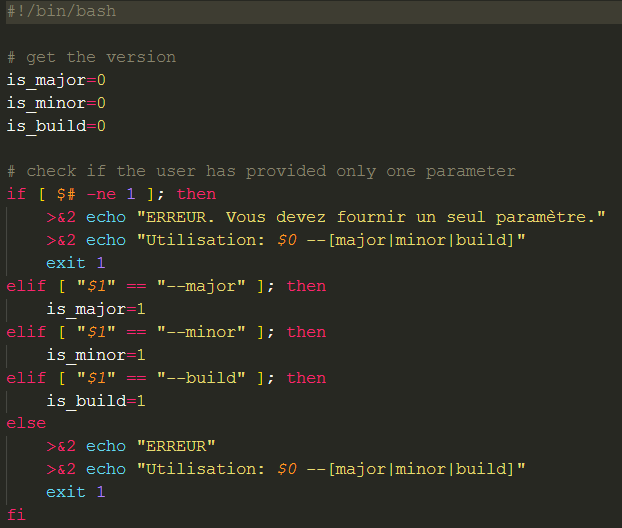 #!/bin/bash
# get the version
is_major=0
is_minor=0
is_build=0
# check if the user has provided only one parameter
if [ $# -ne 1 ]; then
>&2 echo "ERREUR. Vous devez fournir un seul paramètre."
>&2 echo "Utilisation: $0 --[major|minor|build]"
exit 1
elif [ "$1" == "--major" ]; then
is_major=1
elif [ "$1" == "--minor" ]; then
is_minor=1
elif [ "$1" == "--build" ]; then
is_build=1
else
>&2 echo "ERREUR"
>&2 echo "Utilisation: $0 --[major|minor|build]"
exit 1
fi